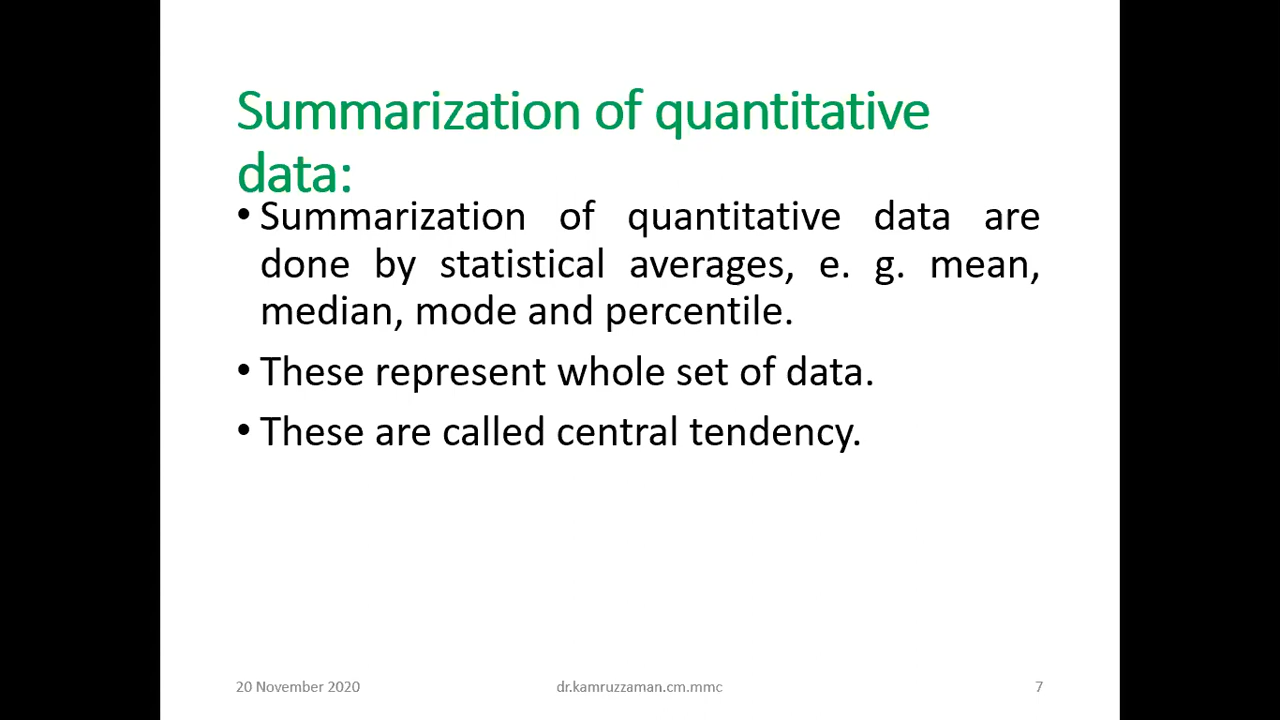 Summarization of quantitative
data:
• Summarization of quantitative data are
done by statistical averages, e. g. mean,
median, mode and percentile.
• These represent whole set of data.
• These are called central tendency.
20 November 2020
dr.kamruzzaman.cm.mmc
7